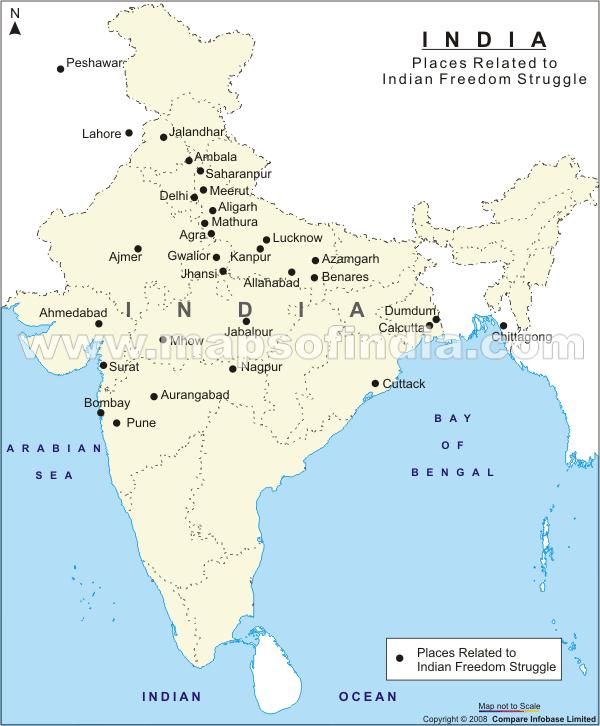 N
INDIA
Places Related to
Indian Freedom Struggle
Peshawar
Lahore
Jalandhar
Ambala
Saharanpur
Meerut
Delhi
Aligarh
Mathura
Agra
Lucknow
Ajmer
Gwalior
Kanpur
Azamgarh
Jhansi
Allanabad
Benares
INDIA
Ahmedabad
Dumdum
Jabalpur
Calcutta
Mhow
Chittagong
www.mapsofindia.com
Surat
Nagpur
Cuttack
Aurangabad
Bombay
Pune
ARABIAN
SEA
BAY
OF
BENGAL
Places Related to
Indian Freedom Struggle
INDIAN OCEAN
Map not to Scale
Copyright © 2008 Compare Infobase Limited